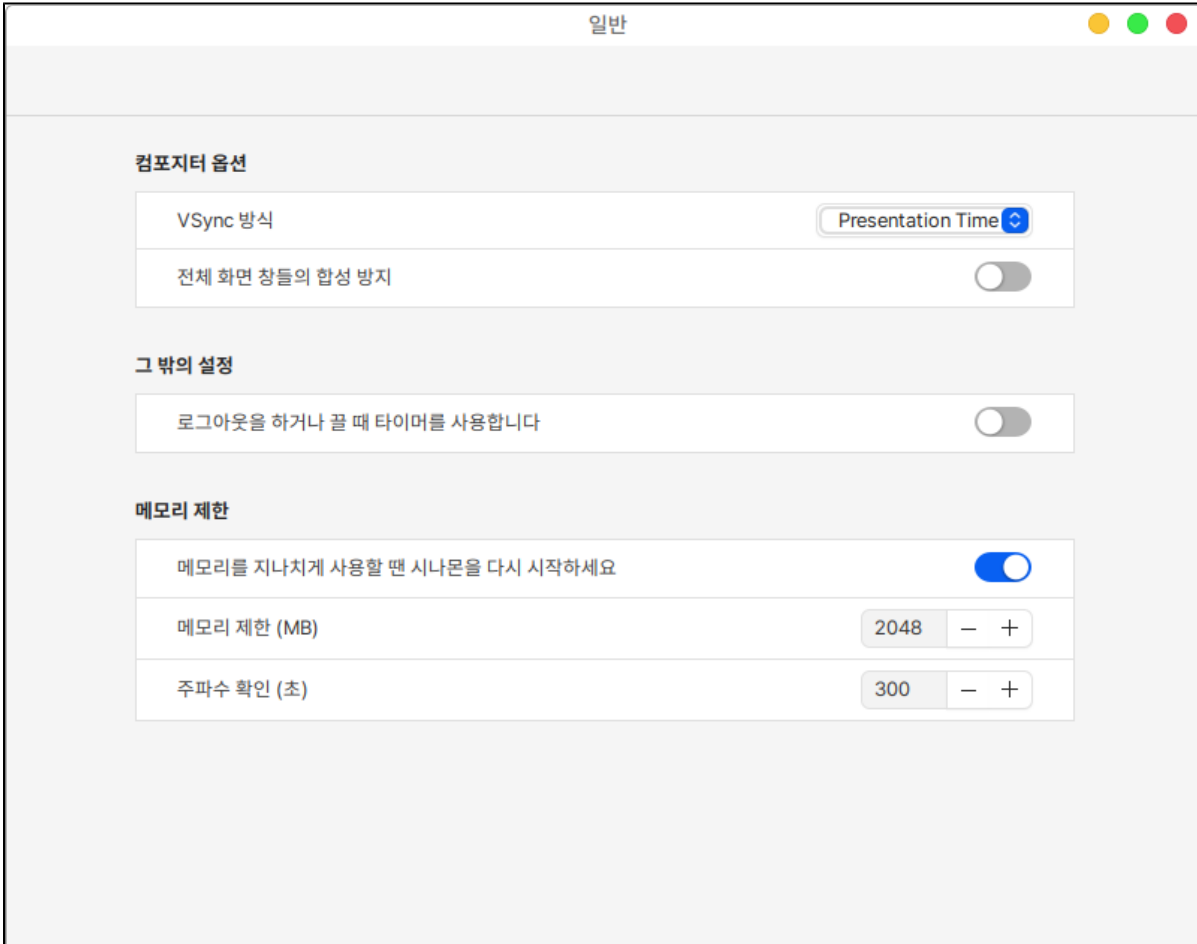 일반
컴포지터 옵션
VSync 방식
Presentation Time
전체 화면 창들의 합성 방지
그 밖의 설정
로그아웃을 하거나 끌 때 타이머를 사용합니다
메모리 제한
메모리를 지나치게 사용할 땐 시나몬을 다시 시작하세요
메모리 제한 (MB)
2048 − +
주파수 확인 (초)
300 − +